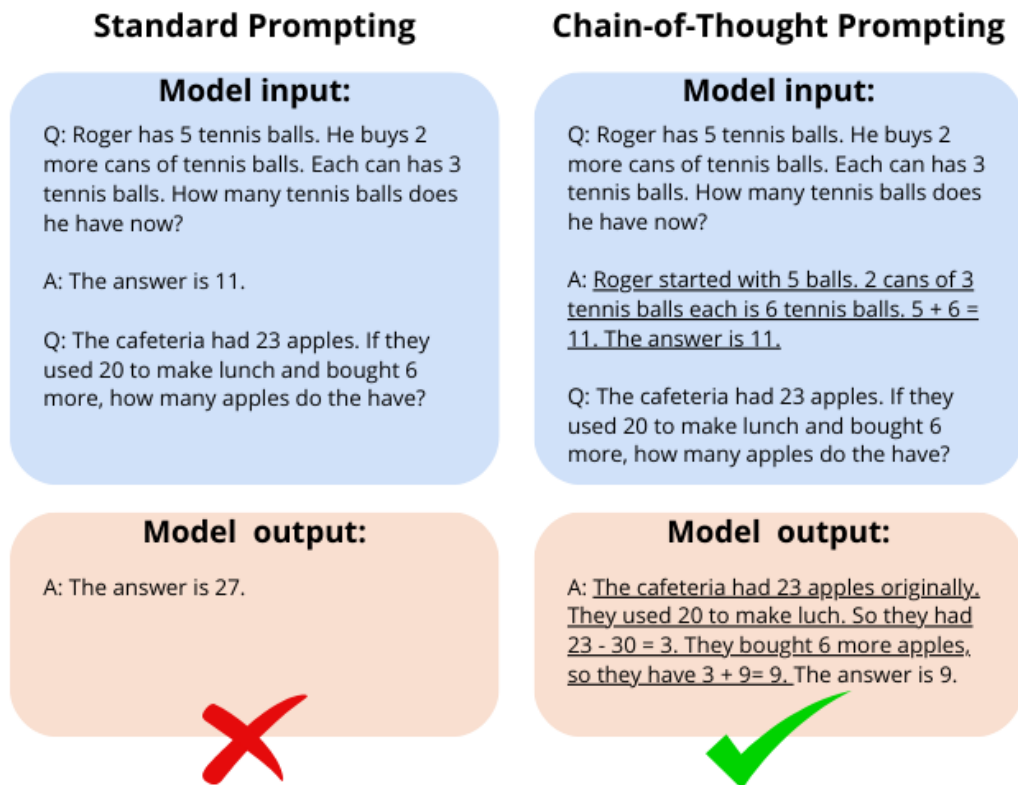 Standard Prompting
Model input:
Q: Roger has 5 tennis balls. He buys 2
more cans of tennis balls. Each can has 3
tennis balls. How many tennis balls does
he have now?
A: The answer is 11.
Q: The cafeteria had 23 apples. If they
used 20 to make lunch and bought 6
more, how many apples do the have?
Model output:
A: The answer is 27.
Chain-of-Thought Prompting
Model input:
Q: Roger has 5 tennis balls. He buys 2
more cans of tennis balls. Each can has 3
tennis balls. How many tennis balls does
he have now?
A: Roger started with 5 balls. 2 cans of 3
tennis balls each is 6 tennis balls. 5 + 6 =
11. The answer is 11.
Q: The cafeteria had 23 apples. If they
used 20 to make lunch and bought 6
more, how many apples do the have?
Model output:
A: The cafeteria had 23 apples originally.
They used 20 to make luch. So they had
23 - 30 = 3. They bought 6 more apples,
so they have 3 + 9= 9. The answer is 9.